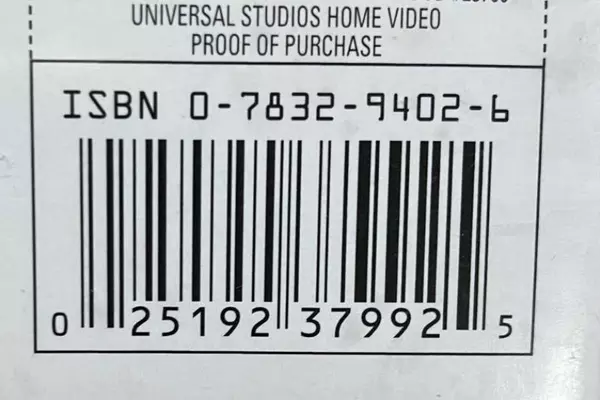 UNIVERSAL STUDIOS HOME VIDEO
PROOF OF PURCHASE
ISBN 0-7832-9402-6
0 25192 37992 5